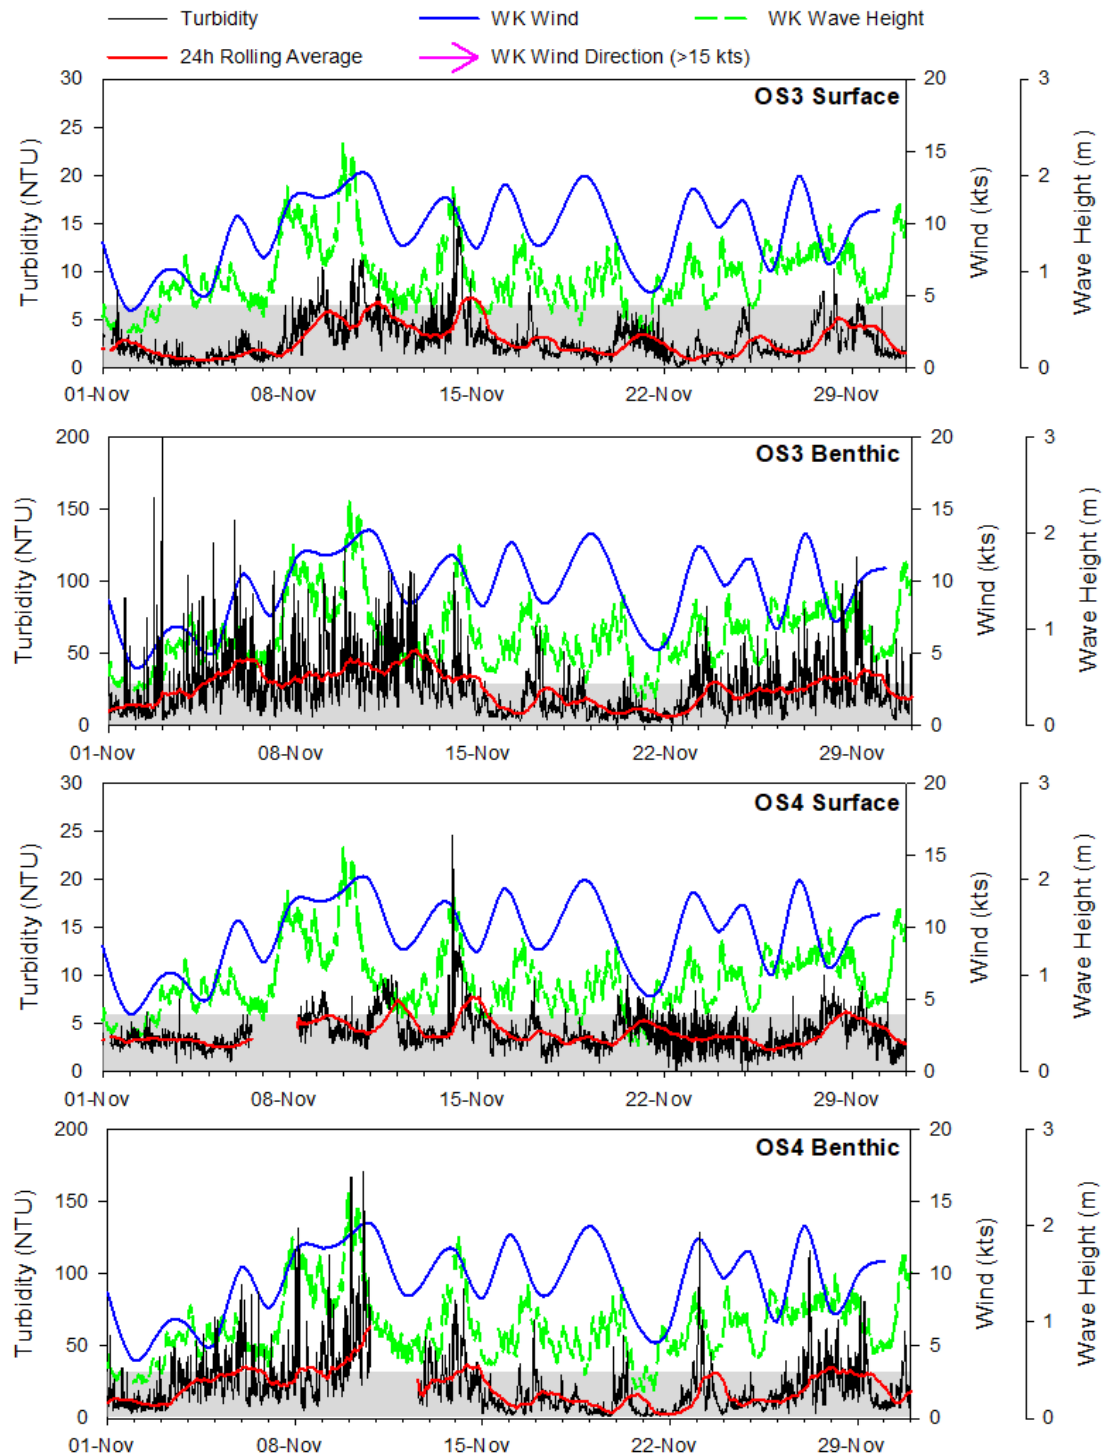 Turbidity WK Wind WK Wave Height
24h Rolling Average WK Wind Direction (>15 kts)
OS3 Surface
Turbidity (NTU)
30
25
20
15
10
5
0
20
15
10
5
0
Wind (kts)
3
2
1
0
Wave Height (m)
01-Nov 08-Nov 15-Nov 22-Nov 29-Nov
OS3 Benthic
Turbidity (NTU)
200
150
100
50
0
20
15
10
5
0
Wind (kts)
3
2
1
0
Wave Height (m)
01-Nov 08-Nov 15-Nov 22-Nov 29-Nov
OS4 Surface
Turbidity (NTU)
30
25
20
15
10
5
0
20
15
10
5
0
Wind (kts)
3
2
1
0
Wave Height (m)
01-Nov 08-Nov 15-Nov 22-Nov 29-Nov
OS4 Benthic
Turbidity (NTU)
200
150
100
50
0
20
15
10
5
0
Wind (kts)
3
2
1
0
Wave Height (m)
01-Nov 08-Nov 15-Nov 22-Nov 29-Nov